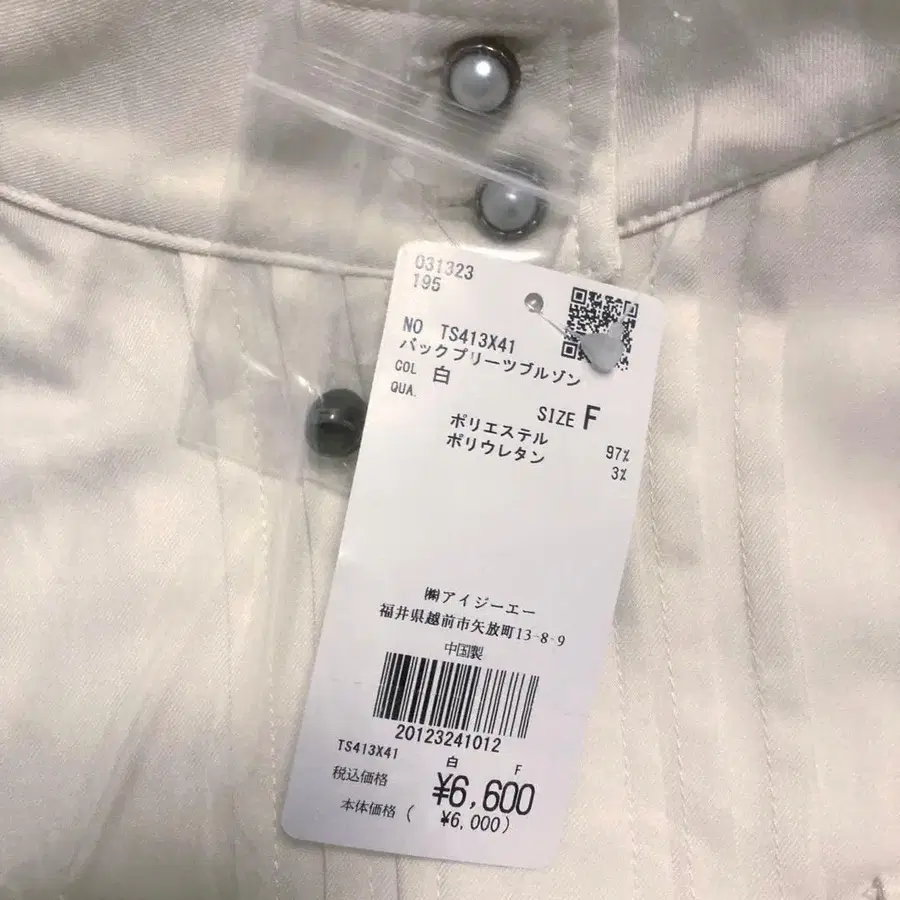 031323
195
NO TS413X41
バックプリーツブルゾン
COL 白
QUA.
SIZE F
ポリエステル 97%
ポリウレタン 3%
㈱アイジーエー
福井県越前市矢放町13-8-9
中国製
20123241012
TS413X41 白 F
税込価格 ¥6,600
本体価格( ¥6,000)